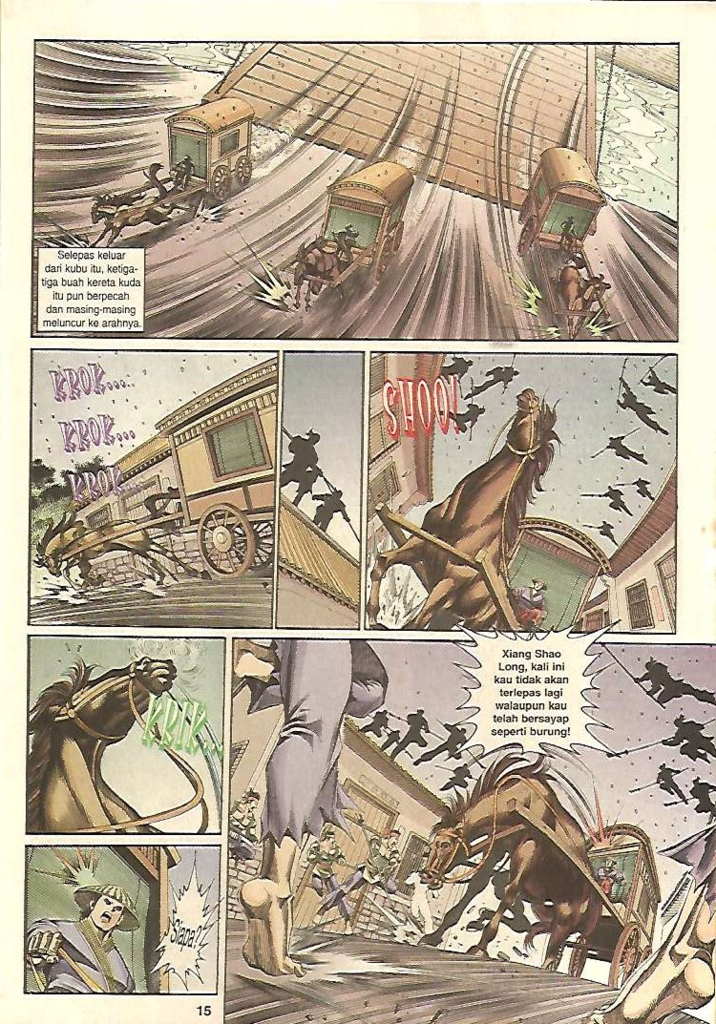 Selepas keluar
dari kubu itu, ketiga-
tiga buah kereta kuda
itu pun berpecah
dan masing-masing
meluncur ke arahnya.
KROK....
KROK...
KROK...
SHOO!
KRIK...
Siapa?
Xiang Shao
Long, kali ini
kau tidak akan
terlepas lagi
walaupun kau
telah bersayap
seperti burung!
15